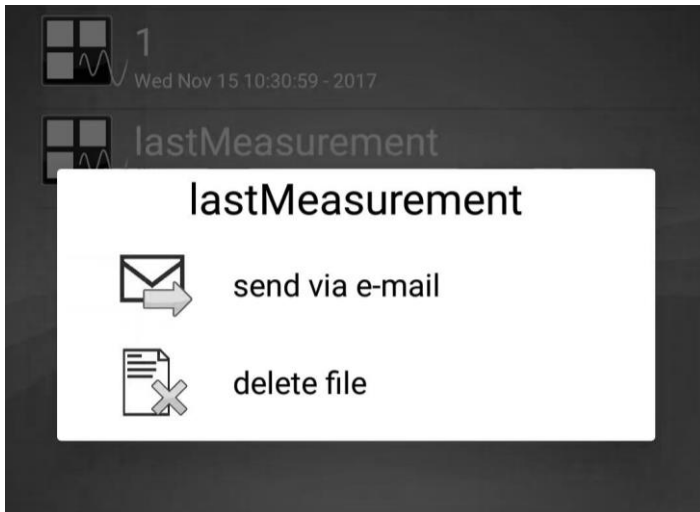 1
Wed Nov 15 10:30:59 - 2017
lastMeasurement
lastMeasurement
send via e-mail
delete file